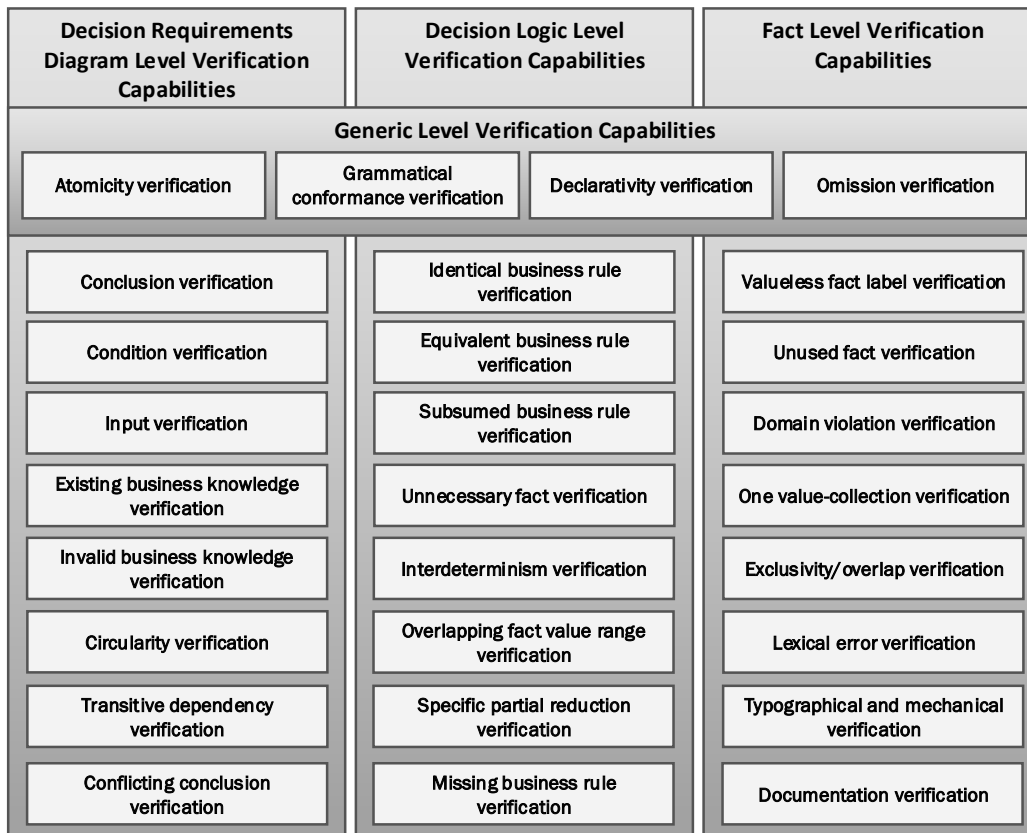 Decision Requirements
Diagram Level Verification
Capabilities
Decision Logic Level
Verification Capabilities
Fact Level Verification
Capabilities
Generic Level Verification Capabilities
Atomicity verification
Grammatical
conformance verification
Declarativity verification
Omission verification
Conclusion verification
Condition verification
Input verification
Existing business knowledge
verification
Invalid business knowledge
verification
Circularity verification
Transitive dependency
verification
Conflicting conclusion
verification
Identical business rule
verification
Equivalent business rule
verification
Subsumed business rule
verification
Unnecessary fact verification
Interdeterminism verification
Overlapping fact value range
verification
Specific partial reduction
verification
Missing business rule
verification
Valueless fact label verification
Unused fact verification
Domain violation verification
One value-collection verification
Exclusivity/overlap verification
Lexical error verification
Typographical and mechanical
verification
Documentation verification